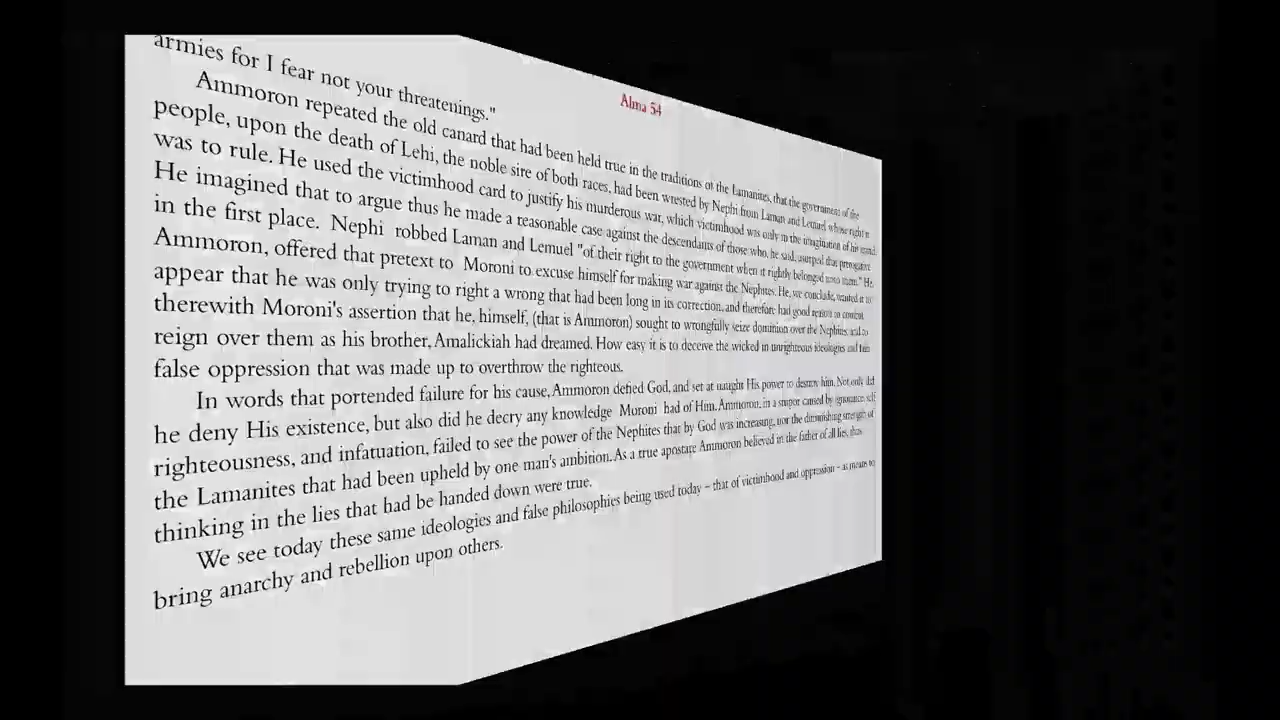 Alma 54
armies for I fear not your threatenings."
Ammoron repeated the old canard that had been held true in the traditions of the Lamanites, that the government of the
people, upon the death of Lehi, the noble sire of both races, had been wrested by Nephi from Laman and Lemuel whose right it
was to rule. He used the victimhood card to justify his murderous war, which victimhood was only in the imagination of his mind.
He imagined that to argue thus he made a reasonable case against the descendants of those who, he said, usurped that prerogative
in the first place. Nephi robbed Laman and Lemuel "of their right to the government when it rightly belonged unto them." He,
Ammoron, offered that pretext to Moroni to excuse himself for making war against the Nephites. He, we conclude, wanted it to
appear that he was only trying to right a wrong that had been long in its correction, and therefore had good reason to combat
therewith Moroni's assertion that he, himself, (that is Ammoron) sought to wrongfully seize dominion over the Nephites and to
reign over them as his brother, Amalickiah had dreamed. How easy it is to deceive the wicked in unrighteous ideologies and
false oppression that was made up to overthrow the righteous.
In words that portended failure for his cause, Ammoron defied God, and set at naught His power to destroy him. Not only did
he deny His existence, but also did he decry any knowledge Moroni had of Him. Ammoron, in a stupor caused by ignorance, self
righteousness, and infatuation, failed to see the power of the Nephites that by God was increasing, nor the diminishing strength of
the Lamanites that had been upheld by one man's ambition. As a true apostate Ammoron believed in the father of all lies, thus
thinking in the lies that had be handed down were true.
We see today these same ideologies and false philosophies being used today – that of victimhood and oppression – as means to
bring anarchy and rebellion upon others.